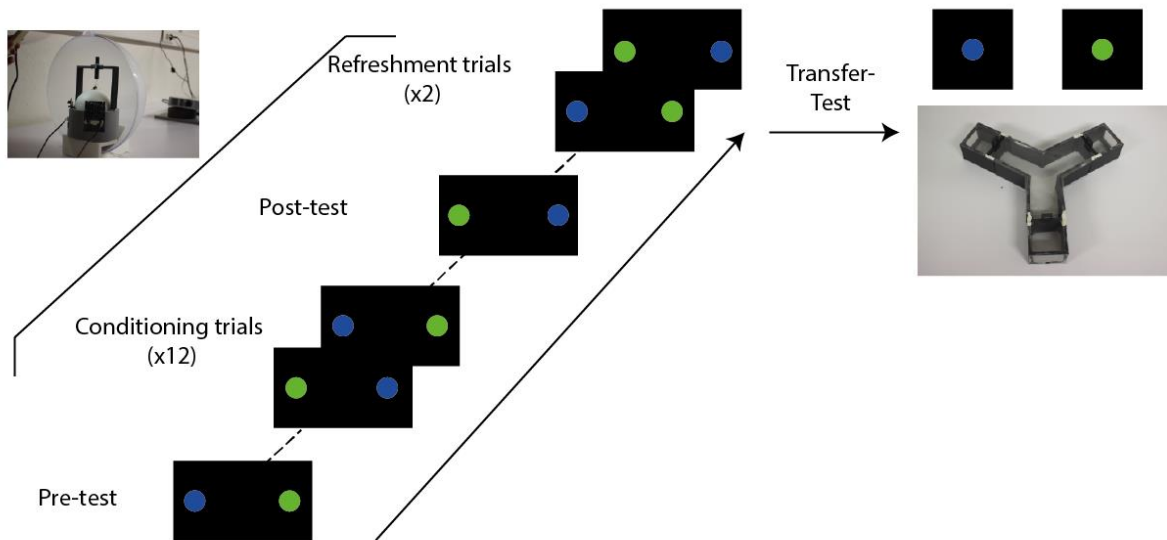 Refreshment trials
(x2)
Transfer-
Test
Post-test
Conditioning trials
(x12)
Pre-test